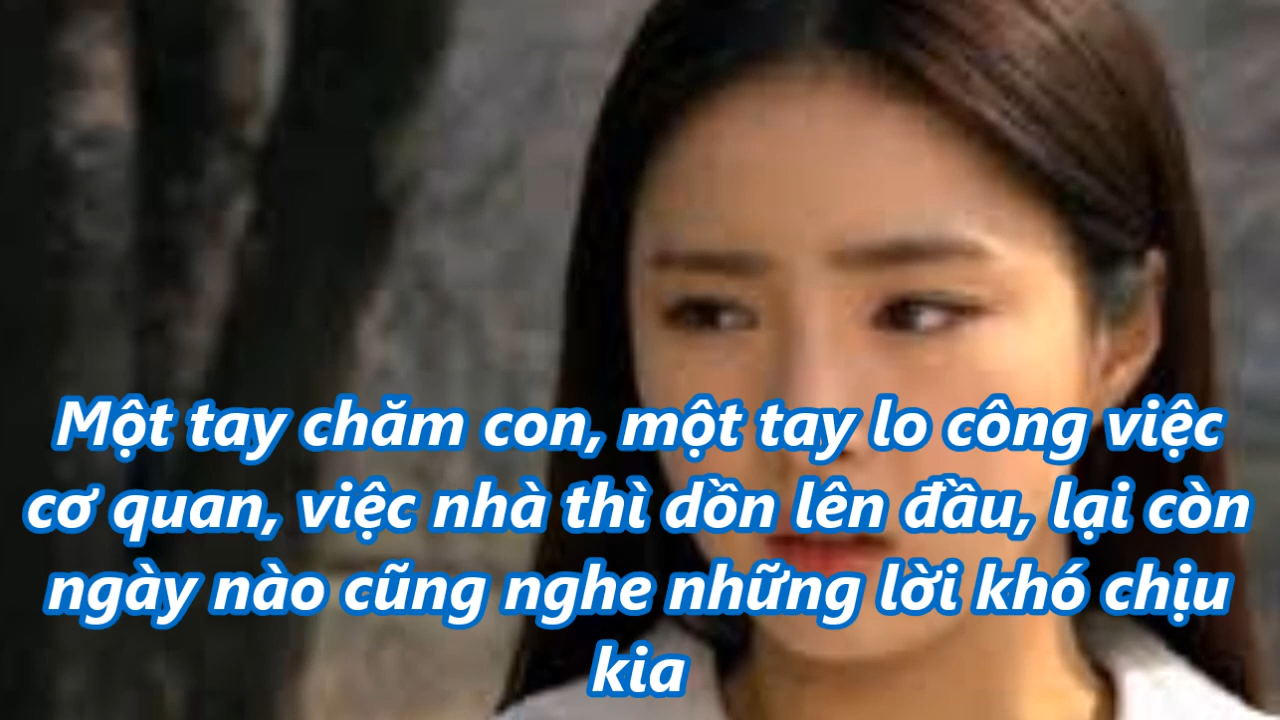 Một tay chăm con, một tay lo công việc
cơ quan, việc nhà thì dồn lên đầu, lại còn
ngày nào cũng nghe những lời khó chịu
kia